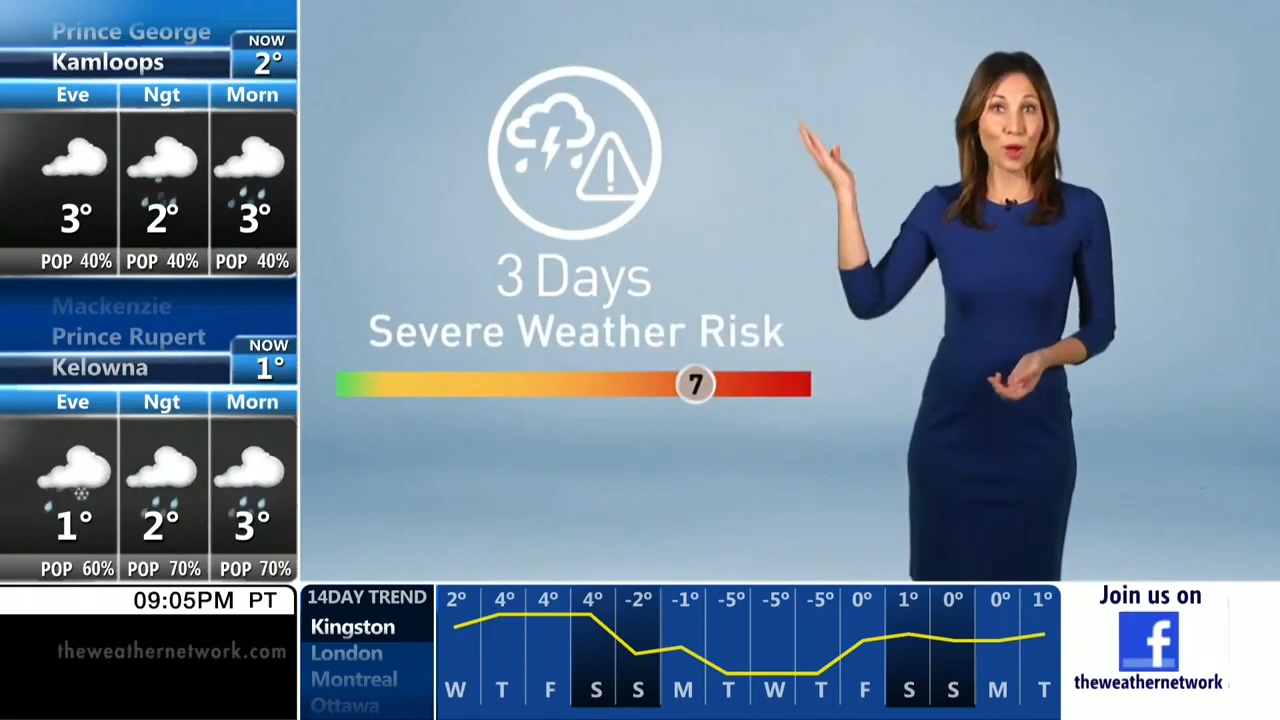 Prince George
Kamloops
NOW
2°
Eve Ngt Morn
3° 2° 3°
POP 40% POP 40% POP 40%
Mackenzie
Prince Rupert
Kelowna
NOW
1°
Eve Ngt Morn
1° 2° 3°
POP 60% POP 70% POP 70%
09:05PM PT
theweathernetwork.com
3 Days
Severe Weather Risk
7
14DAY TREND
Kingston
London
Montreal
Ottawa
2° 4° 4° 4° -2° -1° -5° -5° -5° 0° 1° 0° 0° 1°
W T F S S M T W T F S S M T
Join us on
f
theweathernetwork